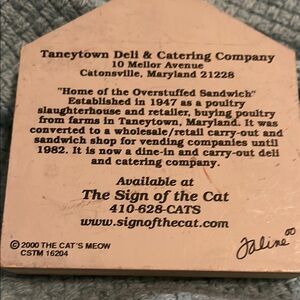 Taneytown Deli & Catering Company
10 Mellor Avenue
Catonsville, Maryland 21228
"Home of the Overstuffed Sandwich"
Established in 1947 as a poultry
slaughterhouse and retailer, buying poultry
from farms in Taneytown, Maryland. It was
converted to a wholesale/retail carry-out and
sandwich shop for vending companies until
1982. It is now a dine-in and carry-out deli
and catering company.
Available at
The Sign of the Cat
410-628-CATS
www.signofthecat.com
© 2000 THE CAT'S MEOW
CSTM 16204
Faline 00